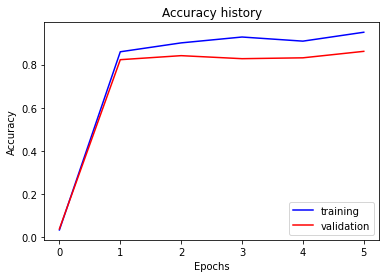 Accuracy history
Accuracy
0.8
0.6
0.4
0.2
0.0
training
validation
0 1 2 3 4 5
Epochs